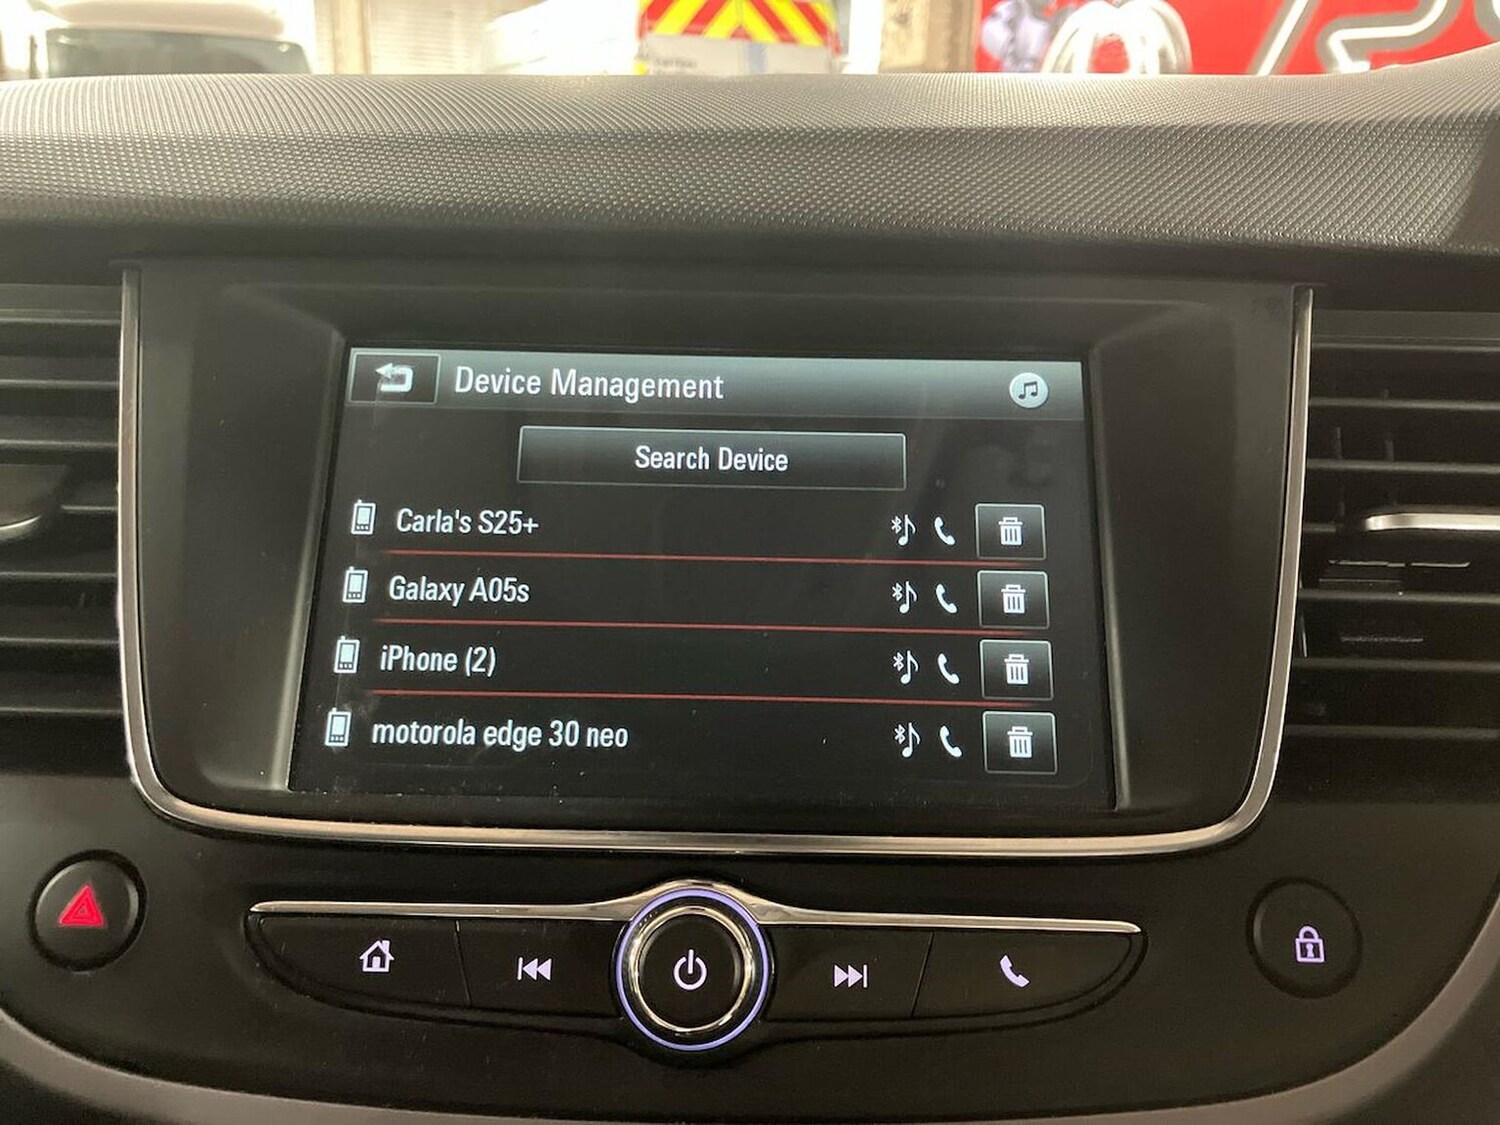 Device Management
Search Device
Carla's S25+
Galaxy A05s
iPhone (2)
motorola edge 30 neo